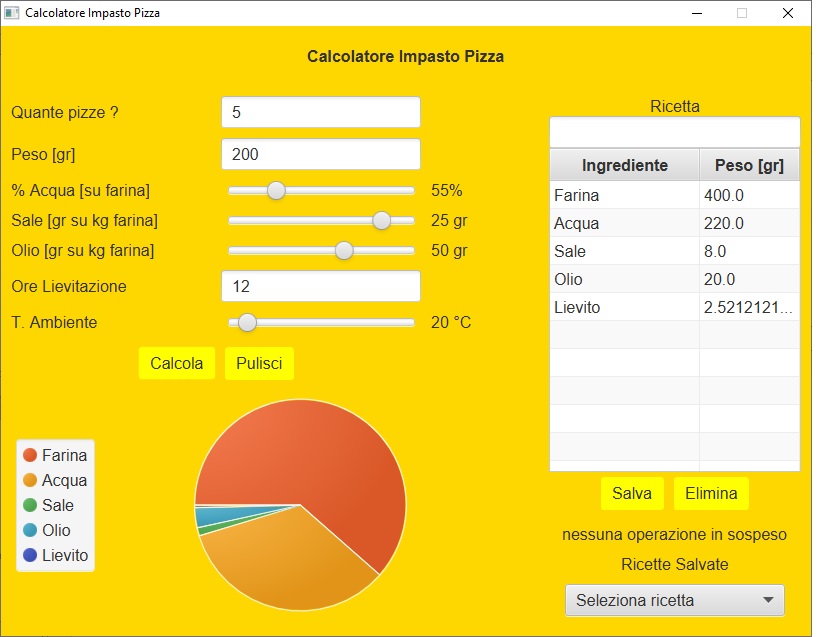 Calcolatore Impasto Pizza
Calcolatore Impasto Pizza
Quante pizze ? 5
Peso [gr] 200
% Acqua [su farina] 55%
Sale [gr su kg farina] 25 gr
Olio [gr su kg farina] 50 gr
Ore Lievitazione 12
T. Ambiente 20 °C
Calcola Pulisci
Farina
Acqua
Sale
Olio
Lievito
Ricetta
Ingrediente Peso [gr]
Farina 400.0
Acqua 220.0
Sale 8.0
Olio 20.0
Lievito 2.5212121...
Salva Elimina
nessuna operazione in sospeso
Ricette Salvate
Seleziona ricetta